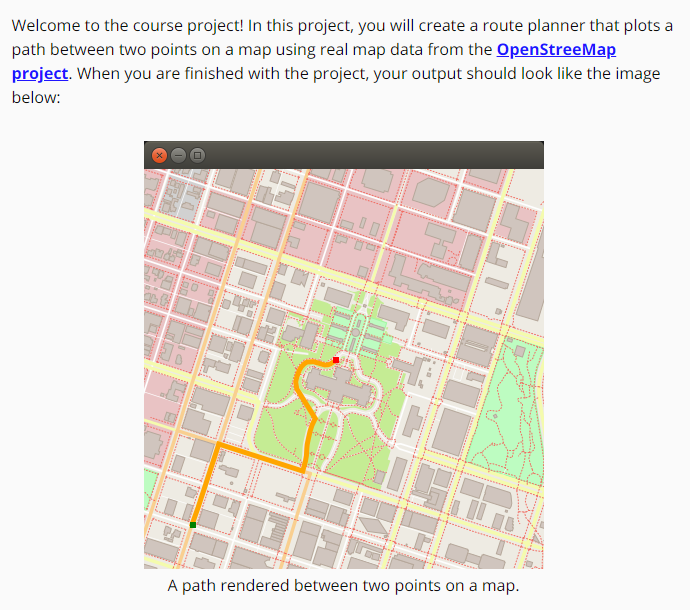 Welcome to the course project! In this project, you will create a route planner that plots a
path between two points on a map using real map data from the OpenStreeMap
project. When you are finished with the project, your output should look like the image
below:
A path rendered between two points on a map.